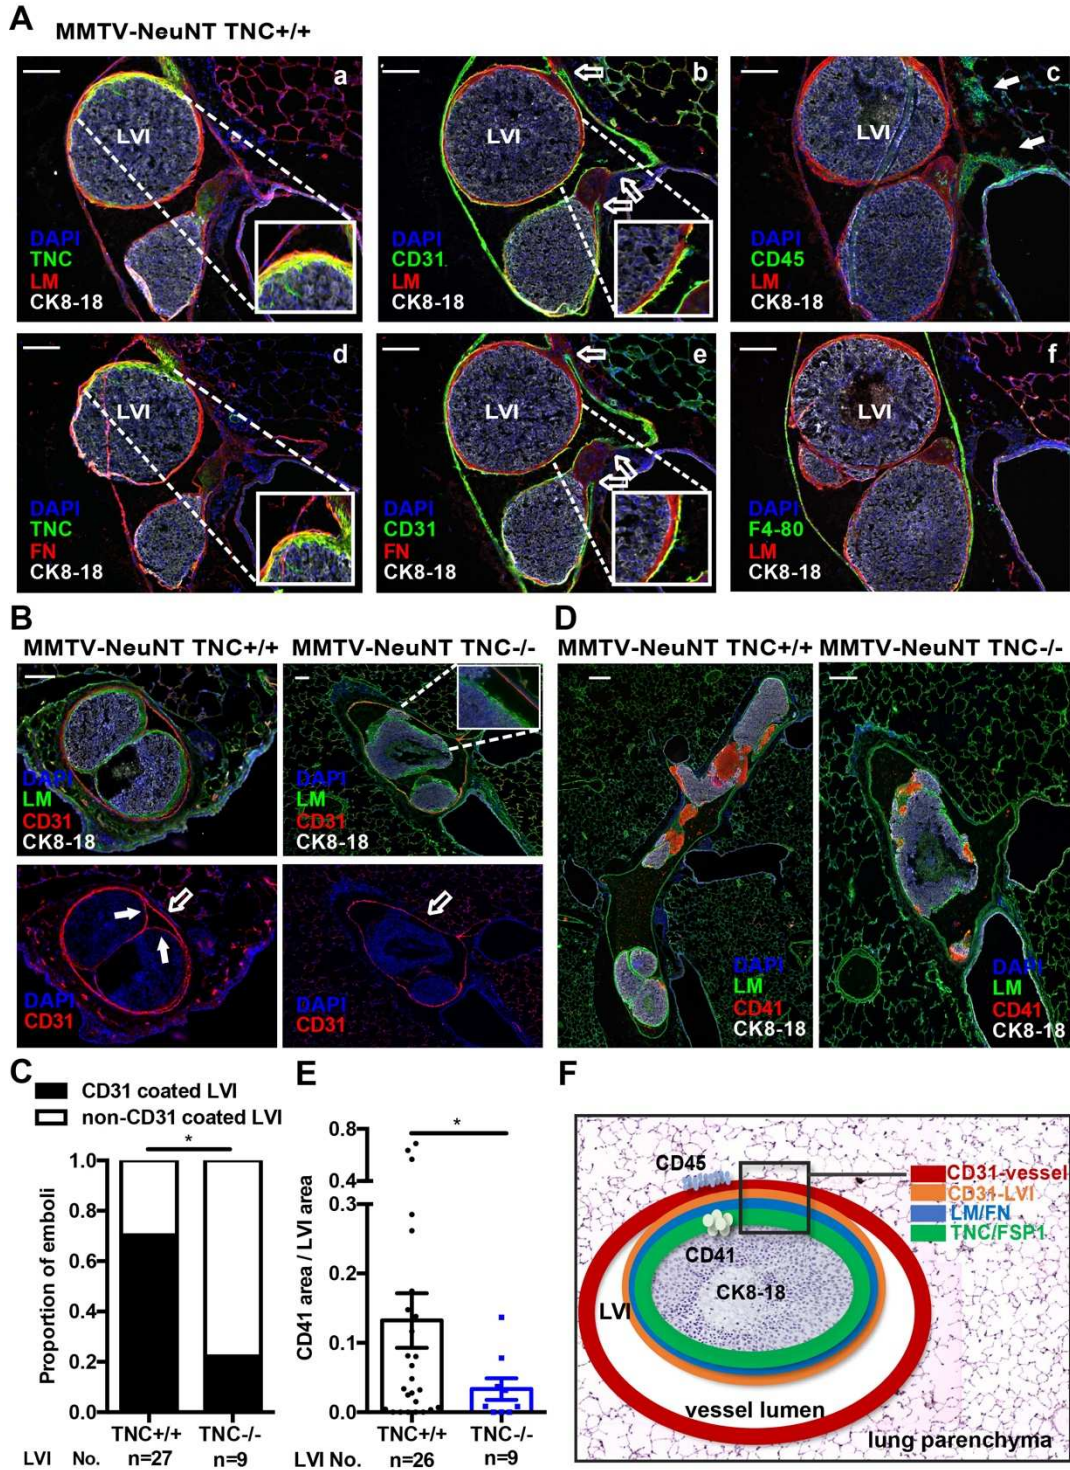 A
MMTV-NeuNT TNC+/+
a
LVI
DAPI
TNC
LM
CK8-18
b
LVI
DAPI
CD31
LM
CK8-18
c
LVI
DAPI
CD45
LM
CK8-18
d
LVI
DAPI
TNC
FN
CK8-18
e
LVI
DAPI
CD31
FN
CK8-18
f
LVI
DAPI
F4-80
LM
CK8-18
B
MMTV-NeuNT TNC+/+
MMTV-NeuNT TNC-/-
DAPI
LM
CD31
CK8-18
DAPI
LM
CD31
CK8-18
DAPI
CD31
DAPI
CD31
D
MMTV-NeuNT TNC+/+
MMTV-NeuNT TNC-/-
DAPI
LM
CD41
CK8-18
DAPI
LM
CD41
CK8-18
C
CD31 coated LVI
non-CD31 coated LVI
*
Proportion of emboli
1.0
0.8
0.6
0.4
0.2
0.0
TNC+/+ TNC-/-
LVI No. n=27 n=9
E
*
CD41 area / LVI area
0.8
0.4
0.3
0.2
0.1
0.0
TNC+/+ TNC-/-
LVI No. n=26 n=9
F
CD45
CD31-vessel
CD31-LVI
LM/FN
TNC/FSP1
CD41
CK8-18
LVI
vessel lumen
lung parenchyma